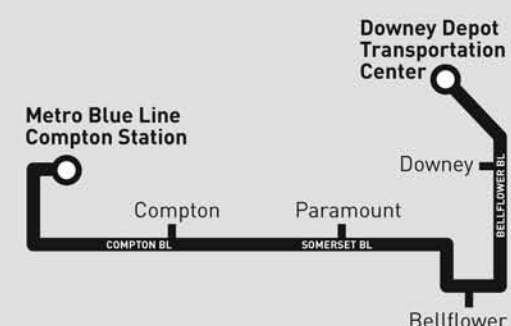 Downey Depot
Transportation
Center
Metro Blue Line
Compton Station
Downey
BELLFLOWER BL
Compton
Paramount
COMPTON BL
SOMERSET BL
Bellflower